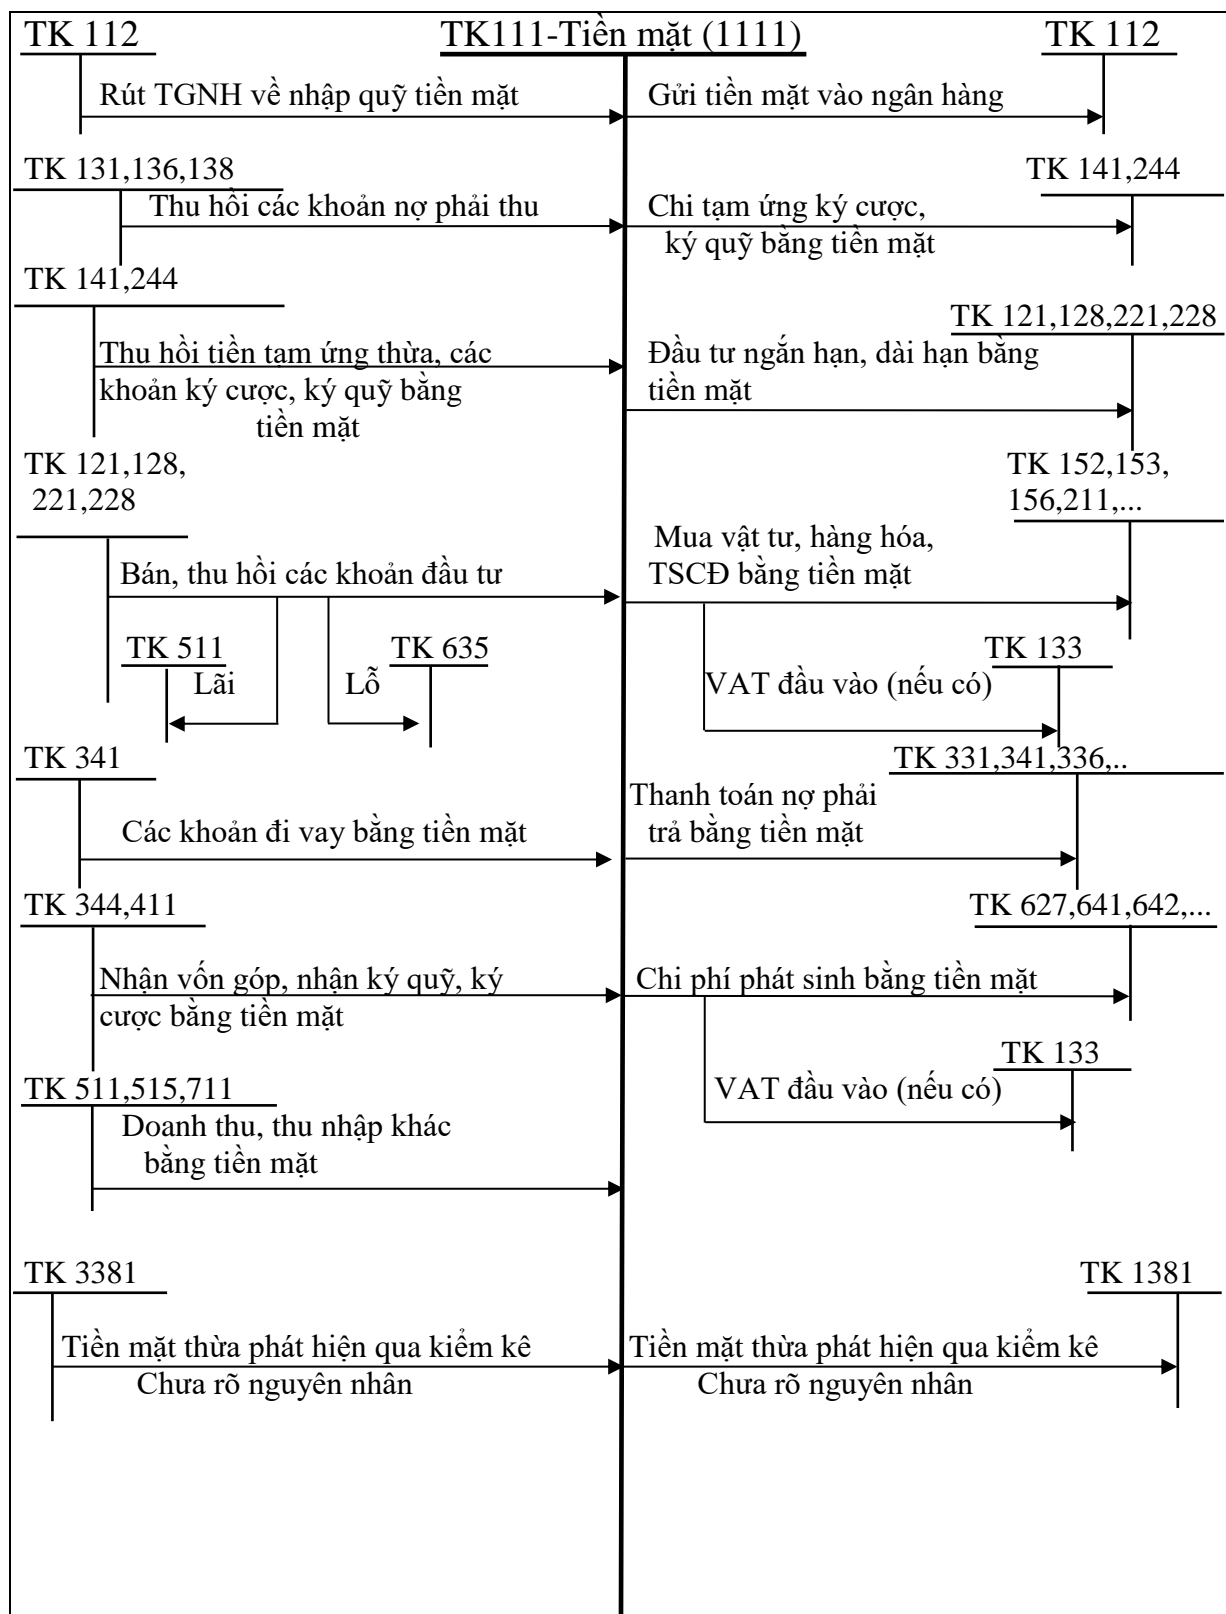 TK 112
TK111-Tiền mặt (1111)
TK 112
Rút TGNH về nhập quỹ tiền mặt
Gửi tiền mặt vào ngân hàng
TK 131,136,138
TK 141,244
Thu hồi các khoản nợ phải thu
Chi tạm ứng ký cược,
ký quỹ bằng tiền mặt
TK 141,244
TK 121,128,221,228
Thu hồi tiền tạm ứng thừa, các
khoản ký cược, ký quỹ bằng
tiền mặt
Đầu tư ngắn hạn, dài hạn bằng
tiền mặt
TK 121,128,
221,228
TK 152,153,
156,211,...
Bán, thu hồi các khoản đầu tư
Mua vật tư, hàng hóa,
TSCĐ bằng tiền mặt
TK 511
TK 635
TK 133
Lãi
Lỗ
VAT đầu vào (nếu có)
TK 341
TK 331,341,336,..
Các khoản đi vay bằng tiền mặt
Thanh toán nợ phải
trả bằng tiền mặt
TK 344,411
TK 627,641,642,...
Nhận vốn góp, nhận ký quỹ, ký
cược bằng tiền mặt
Chi phí phát sinh bằng tiền mặt
TK 133
TK 511,515,711
VAT đầu vào (nếu có)
Doanh thu, thu nhập khác
bằng tiền mặt
TK 3381
TK 1381
Tiền mặt thừa phát hiện qua kiểm kê
Chưa rõ nguyên nhân
Tiền mặt thừa phát hiện qua kiểm kê
Chưa rõ nguyên nhân